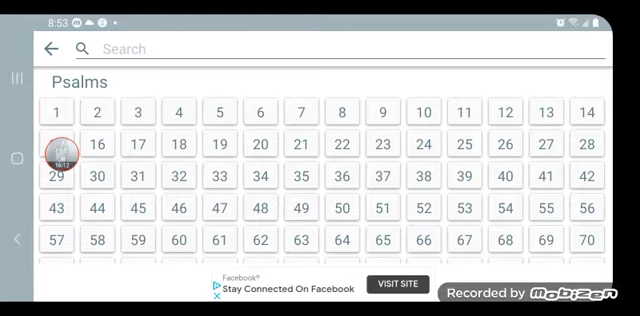 8:53
Search
Psalms
1 2 3 4 5 6 7 8 9 10 11 12 13 14
16 17 18 19 20 21 22 23 24 25 26 27 28
16:12
29 30 31 32 33 34 35 36 37 38 39 40 41 42
43 44 45 46 47 48 49 50 51 52 53 54 55 56
57 58 59 60 61 62 63 64 65 66 67 68 69 70
Facebook®
Stay Connected On Facebook
VISIT SITE
Recorded by MOBIZEN